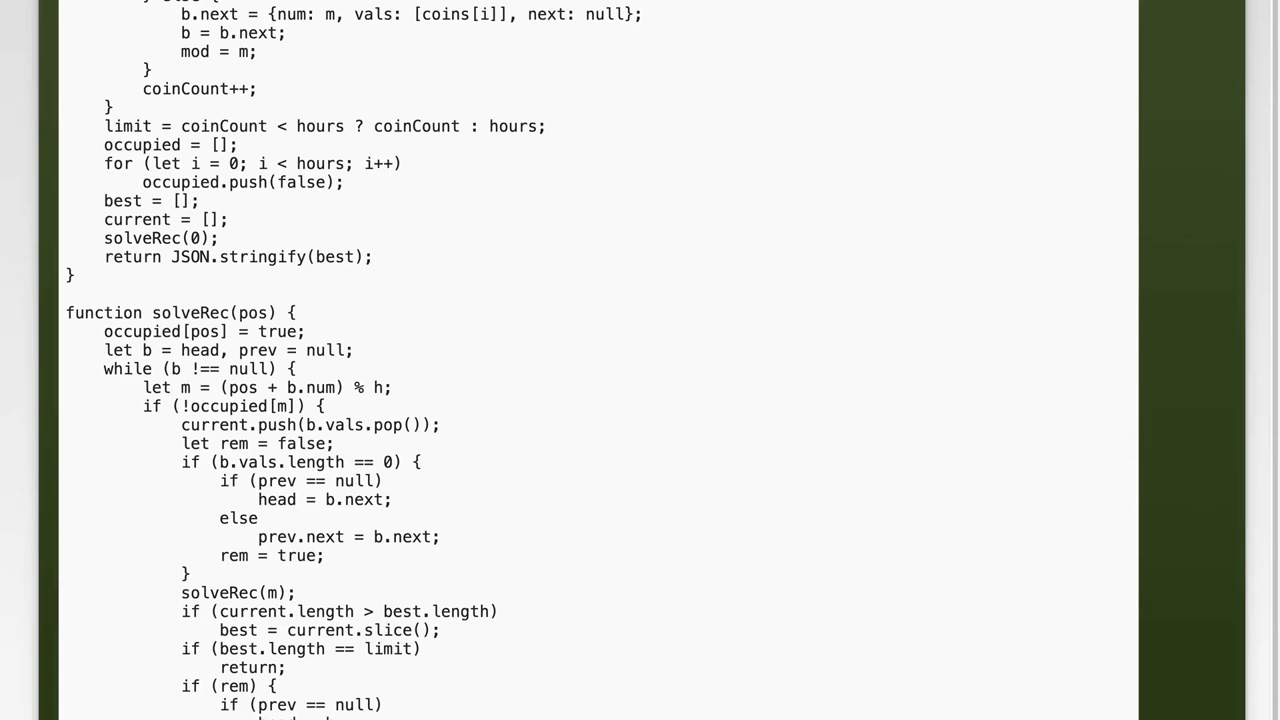 b.next = {num: m, vals: [coins[i]], next: null};
b = b.next;
mod = m;
}
coinCount++;
}
limit = coinCount < hours ? coinCount : hours;
occupied = [];
for (let i = 0; i < hours; i++)
occupied.push(false);
best = [];
current = [];
solveRec(0);
return JSON.stringify(best);
}
function solveRec(pos) {
occupied[pos] = true;
let b = head, prev = null;
while (b !== null) {
let m = (pos + b.num) % h;
if (!occupied[m]) {
current.push(b.vals.pop());
let rem = false;
if (b.vals.length == 0) {
if (prev == null)
head = b.next;
else
prev.next = b.next;
rem = true;
}
solveRec(m);
if (current.length > best.length)
best = current.slice();
if (best.length == limit)
return;
if (rem) {
if (prev == null)